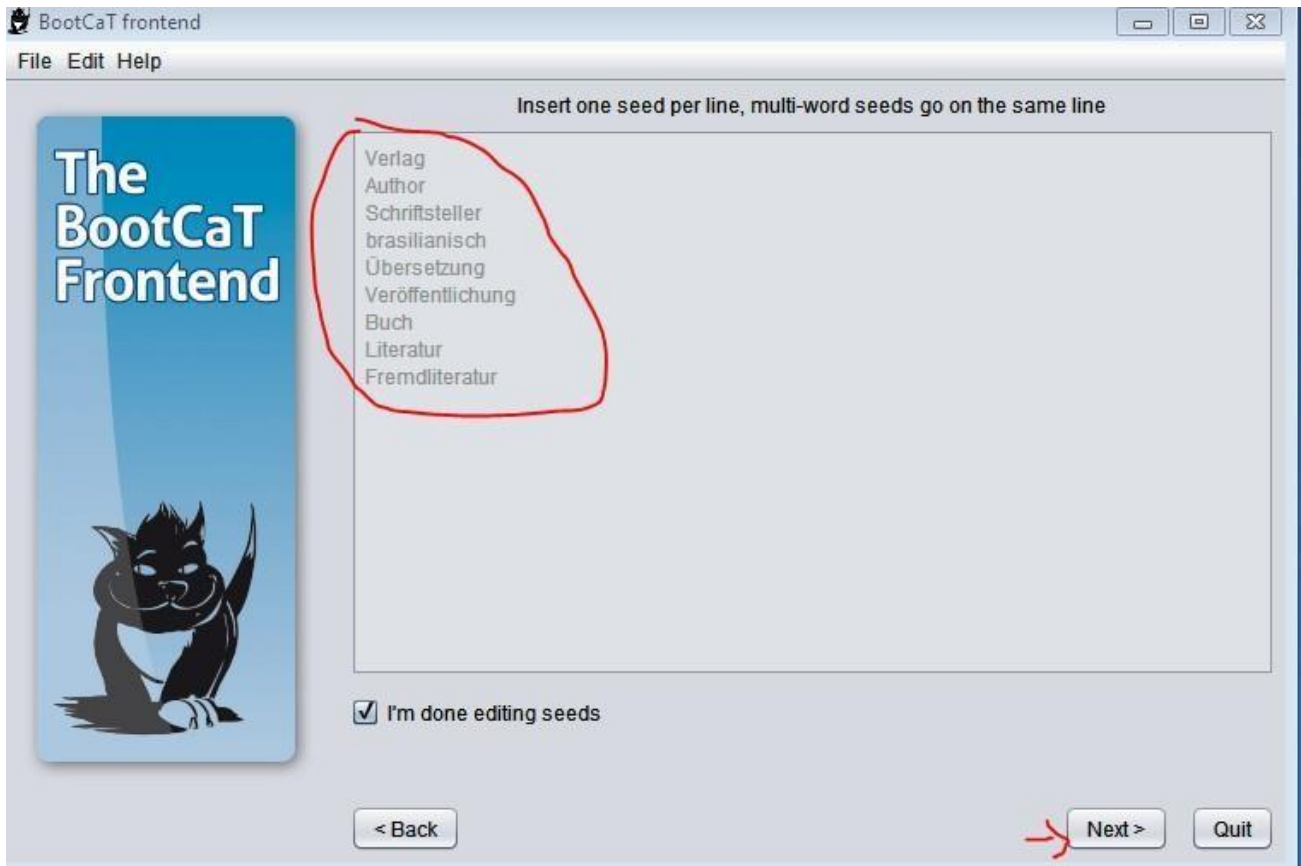 BootCaT frontend
File Edit Help
Insert one seed per line, multi-word seeds go on the same line
The
BootCaT
Frontend
Verlag
Author
Schriftsteller
brasilianisch
Übersetzung
Veröffentlichung
Buch
Literatur
Fremdliteratur
I'm done editing seeds
< Back
Next >
Quit